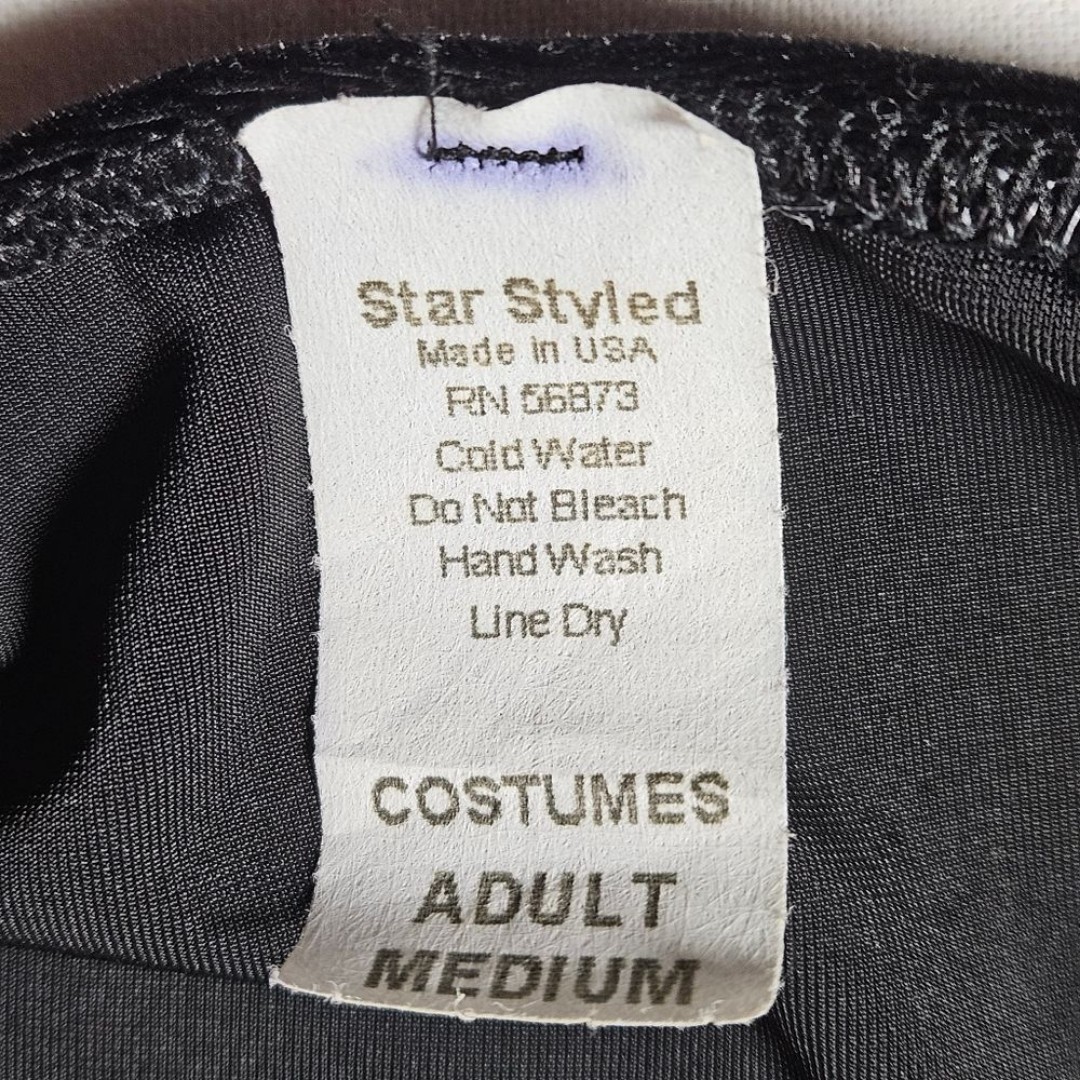 Star Styled
Made in USA
RN 56873
Cold Water
Do Not Bleach
Hand Wash
Line Dry
COSTUMES
ADULT
MEDIUM